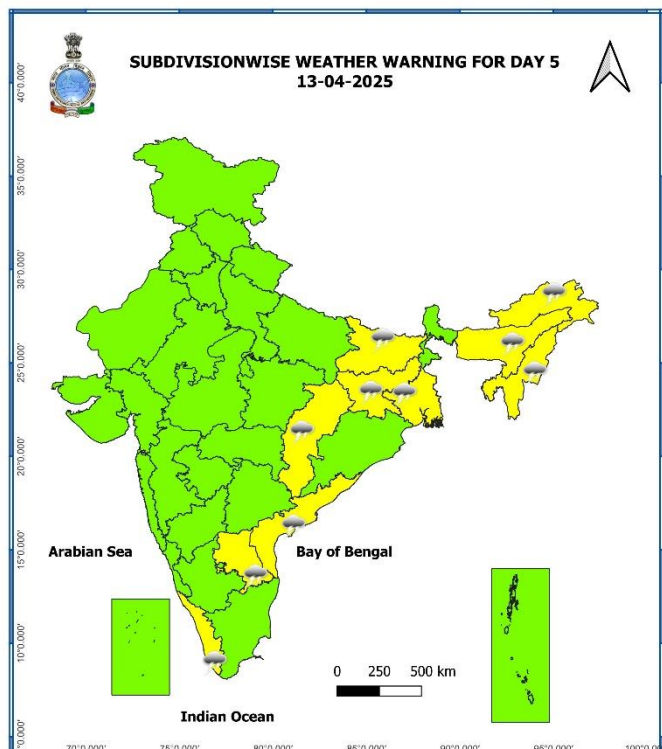 SUBDIVISIONWISE WEATHER WARNING FOR DAY 5
13-04-2025
40°0.000'
35°0.000'
30°0.000'
25°0.000'
20°0.000'
15°0.000'
10°0.000'
Arabian Sea
Bay of Bengal
0 250 500 km
Indian Ocean